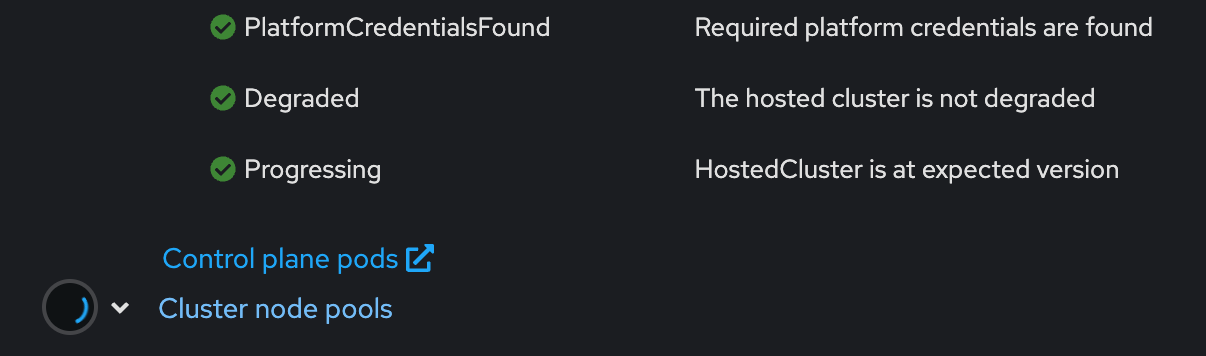 PlatformCredentialsFound Required platform credentials are found
Degraded The hosted cluster is not degraded
Progressing HostedCluster is at expected version
Control plane pods
Cluster node pools